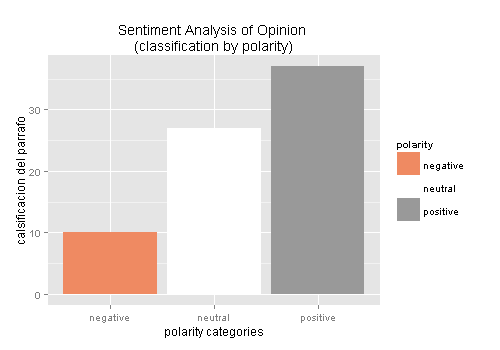 Sentiment Analysis of Opinion
(classification by polarity)
calsificacion del parrafo
30
20
10
0
negative
neutral
positive
polarity categories
polarity
negative
neutral
positive